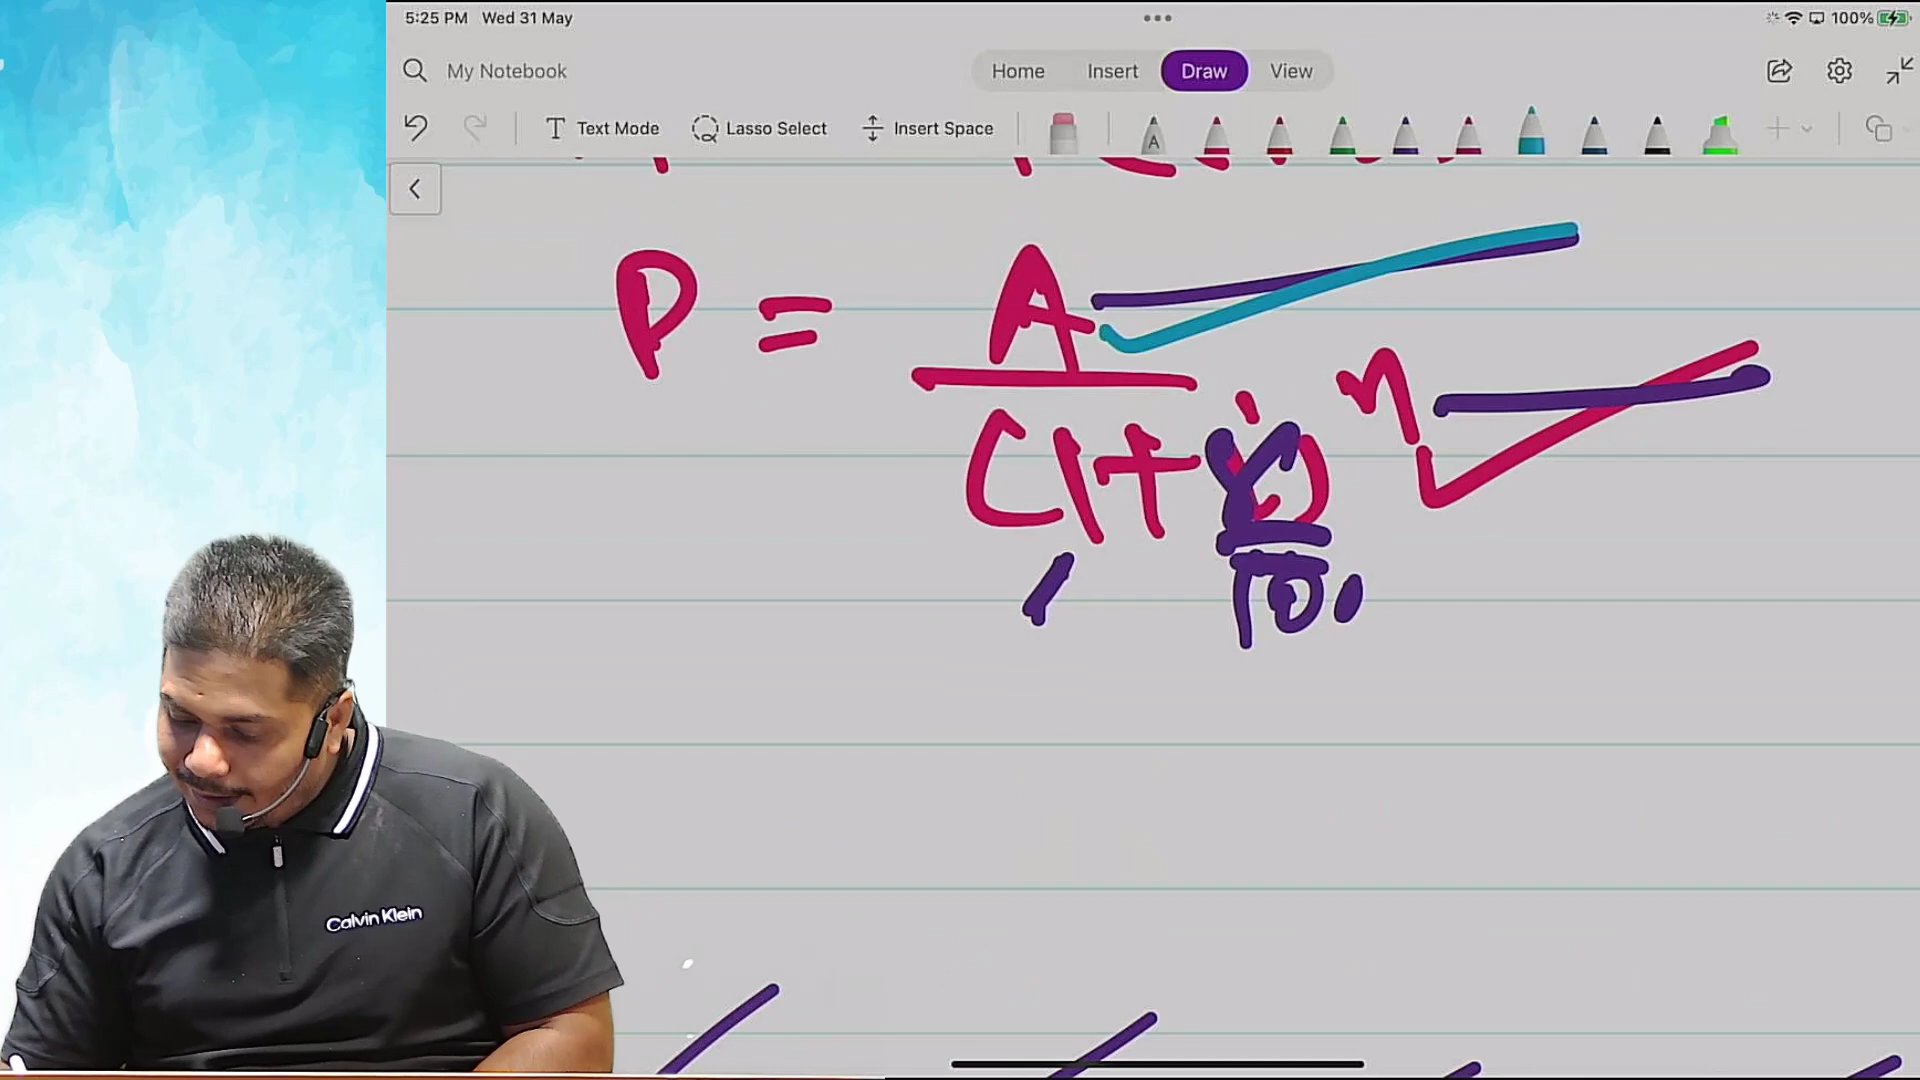 5:25 PM Wed 31 May
100%
My Notebook
Home Insert Draw View
Text Mode Lasso Select Insert Space
A
P = A
(1+i) n
r
100
Calvin Klein